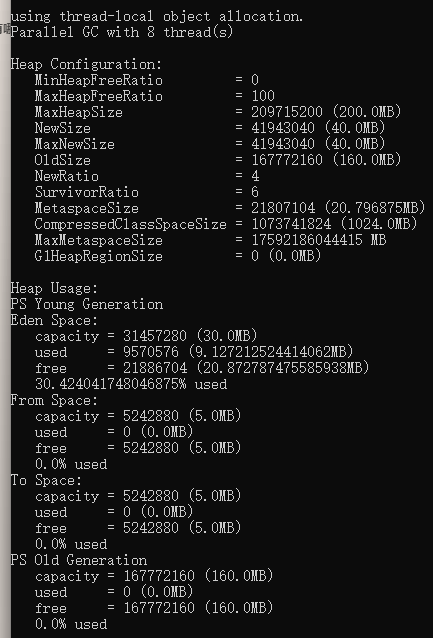 using thread-local object allocation.
Parallel GC with 8 thread(s)
Heap Configuration:
MinHeapFreeRatio = 0
MaxHeapFreeRatio = 100
MaxHeapSize = 209715200 (200.0MB)
NewSize = 41943040 (40.0MB)
MaxNewSize = 41943040 (40.0MB)
OldSize = 167772160 (160.0MB)
NewRatio = 4
SurvivorRatio = 6
MetaspaceSize = 21807104 (20.796875MB)
CompressedClassSpaceSize = 1073741824 (1024.0MB)
MaxMetaspaceSize = 17592186044415 MB
G1HeapRegionSize = 0 (0.0MB)
Heap Usage:
PS Young Generation
Eden Space:
capacity = 31457280 (30.0MB)
used = 9570576 (9.127212524414062MB)
free = 21886704 (20.872787475585938MB)
30.424041748046875% used
From Space:
capacity = 5242880 (5.0MB)
used = 0 (0.0MB)
free = 5242880 (5.0MB)
0.0% used
To Space:
capacity = 5242880 (5.0MB)
used = 0 (0.0MB)
free = 5242880 (5.0MB)
0.0% used
PS Old Generation
capacity = 167772160 (160.0MB)
used = 0 (0.0MB)
free = 167772160 (160.0MB)
0.0% used